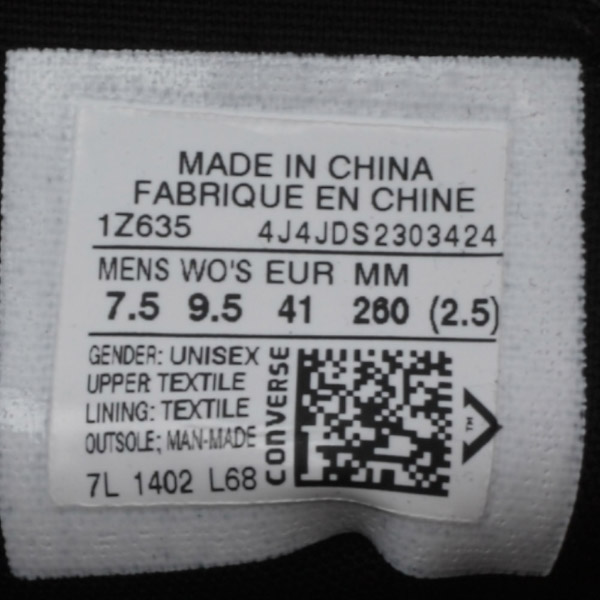 MADE IN CHINA
FABRIQUE EN CHINE
1Z635 4J4JDS2303424
MENS WO'S EUR MM
7.5 9.5 41 260 (2.5)
GENDER: UNISEX
UPPER TEXTILE
LINING: TEXTILE
OUTSOLE; MAN-MADE
7L 1402 L68
CONVERSE
TM